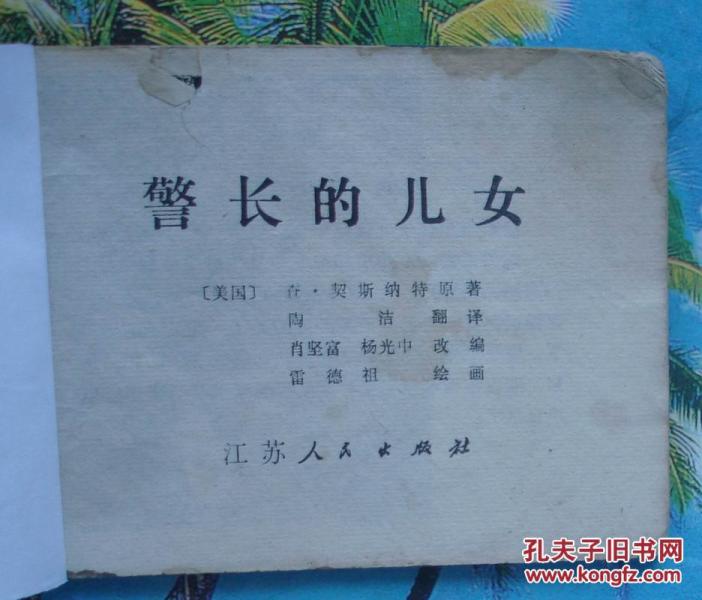 警长的儿女
〔美国〕 查·契斯纳特原著
陶洁翻译
肖坚富 杨光中 改编
雷德祖 绘画
江苏人民出版社
孔夫子旧书网
www.kongfz.com